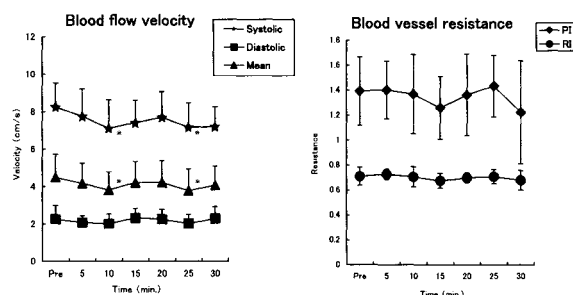 Blood flow velocity
Systolic
Diastolic
Mean
12
10
8
6
4
2
0
Velocity (cm/s)
*
*
*
*
Pre 5 10 15 20 25 30
Time (min.)
Blood vessel resistance
PI
RI
1.6
1.6
1.4
1.2
1
0.8
0.6
0.4
0.2
0
Resistance
Pre 5 10 15 20 25 30
Time (min.)